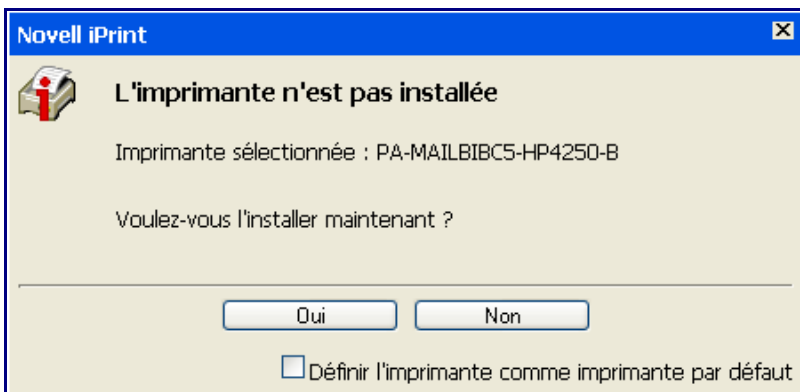 Novell iPrint
L'imprimante n'est pas installée
Imprimante sélectionnée : PA-MAILBIBC5-HP4250-B
Voulez-vous l'installer maintenant ?
Oui Non
Définir l'imprimante comme imprimante par défaut